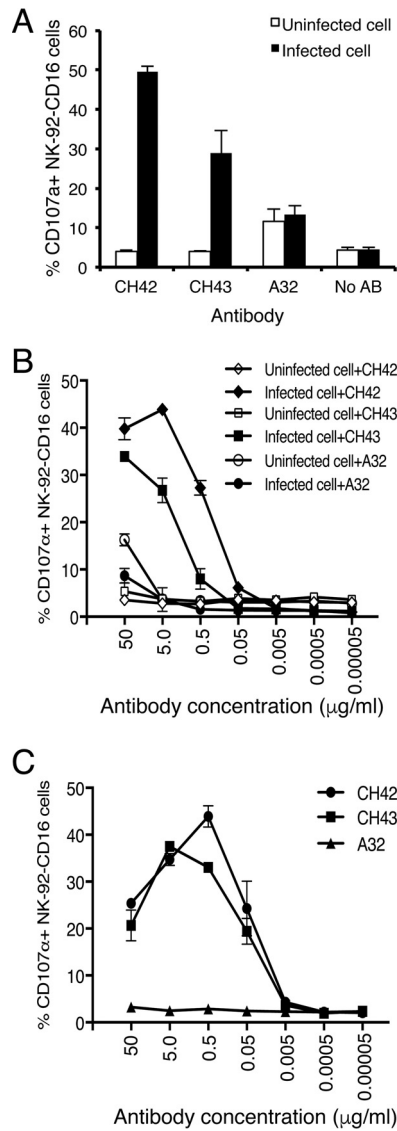 A
% CD107a+ NK-92-CD16 cells
60
50
40
30
20
10
0
Uninfected cell
Infected cell
CH42
CH43
A32
No AB
Antibody
B
% CD107α+ NK-92-CD16 cells
50
40
30
20
10
0
Uninfected cell+CH42
Infected cell+CH42
Uninfected cell+CH43
Infected cell+CH43
Uninfected cell+A32
Infected cell+A32
50
5.0
0.5
0.05
0.005
0.0005
0.00005
Antibody concentration (μg/ml)
C
% CD107α+ NK-92-CD16 cells
50
40
30
20
10
0
CH42
CH43
A32
50
5.0
0.5
0.05
0.005
0.0005
0.00005
Antibody concentration (μg/ml)